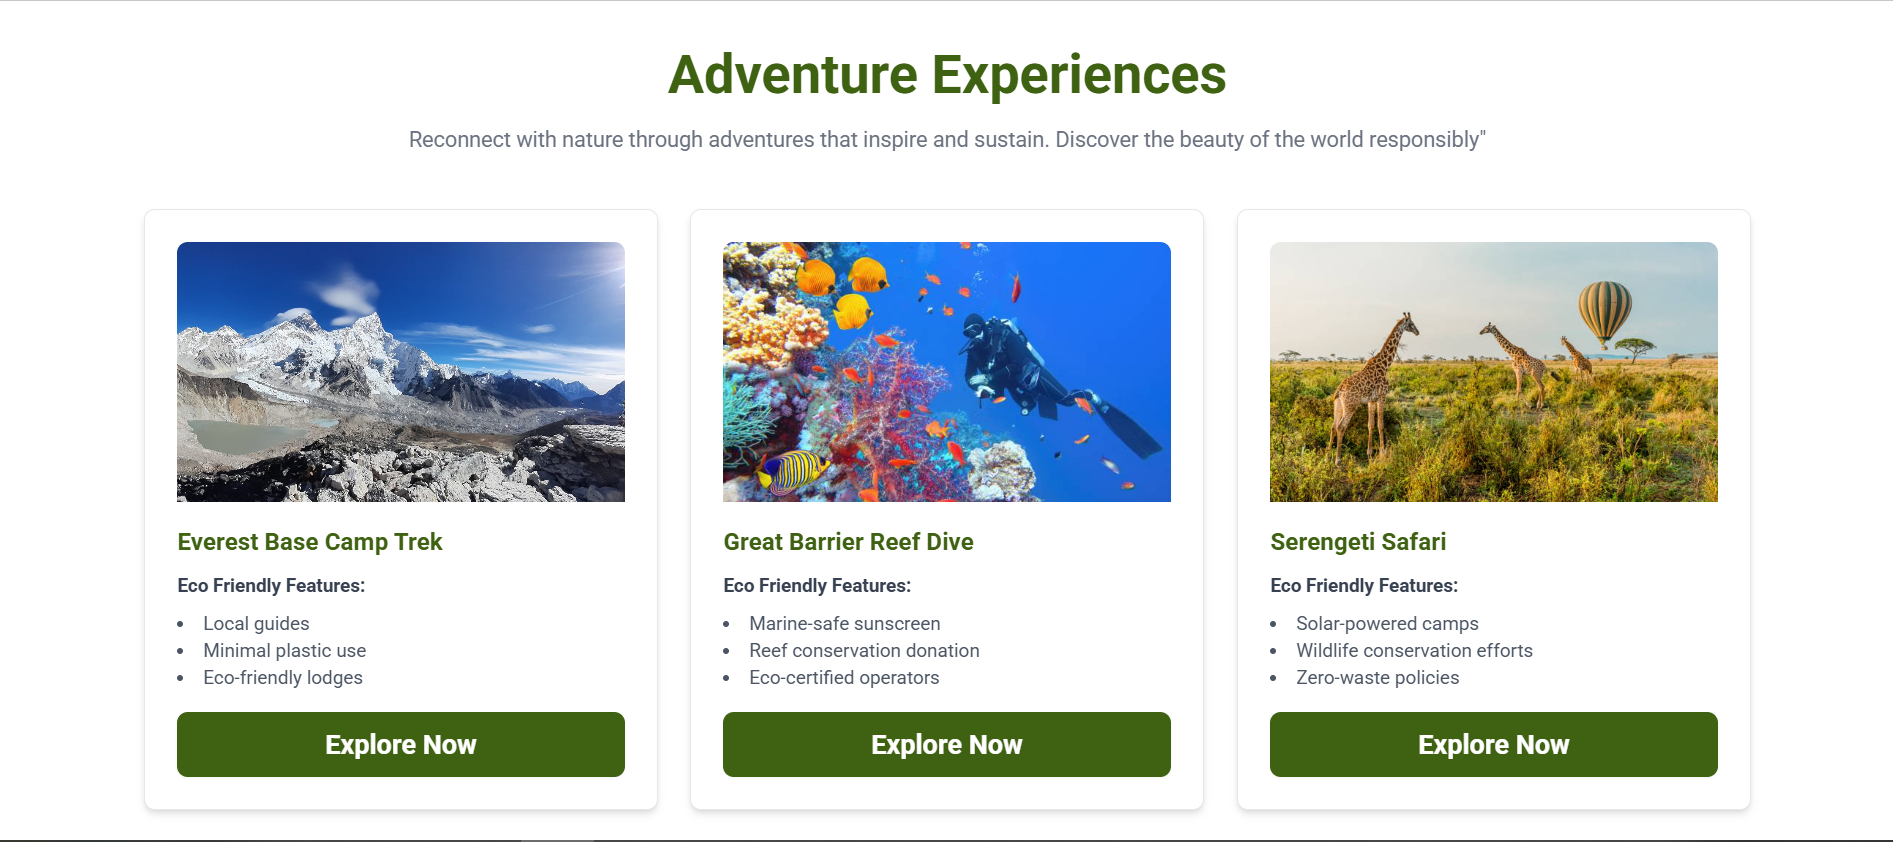 Adventure Experiences
Reconnect with nature through adventures that inspire and sustain. Discover the beauty of the world responsibly"
Everest Base Camp Trek
Eco Friendly Features:
• Local guides
• Minimal plastic use
• Eco-friendly lodges
Explore Now
Great Barrier Reef Dive
Eco Friendly Features:
• Marine-safe sunscreen
• Reef conservation donation
• Eco-certified operators
Explore Now
Serengeti Safari
Eco Friendly Features:
• Solar-powered camps
• Wildlife conservation efforts
• Zero-waste policies
Explore Now